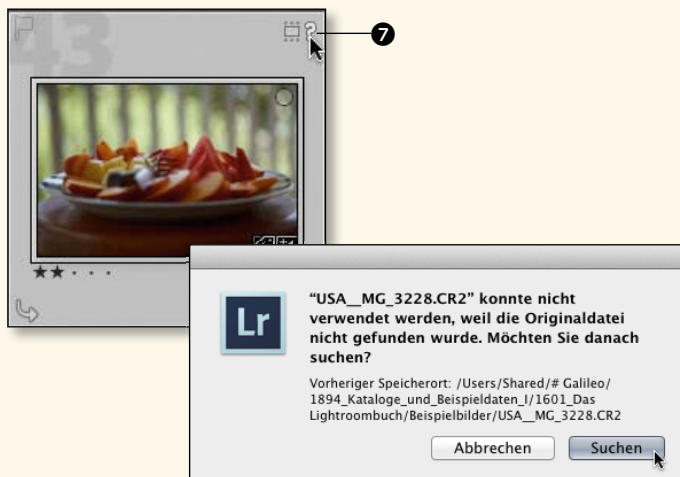 43
?
7
Lr
“USA__MG_3228.CR2” konnte nicht
verwendet werden, weil die Originaldatei
nicht gefunden wurde. Möchten Sie danach
suchen?
Vorheriger Speicherort: /Users/Shared/# Galileo/
1894_Kataloge_und_Beispieldaten_I/1601_Das
Lightroombuch/Beispielbilder/USA__MG_3228.CR2
Abbrechen Suchen